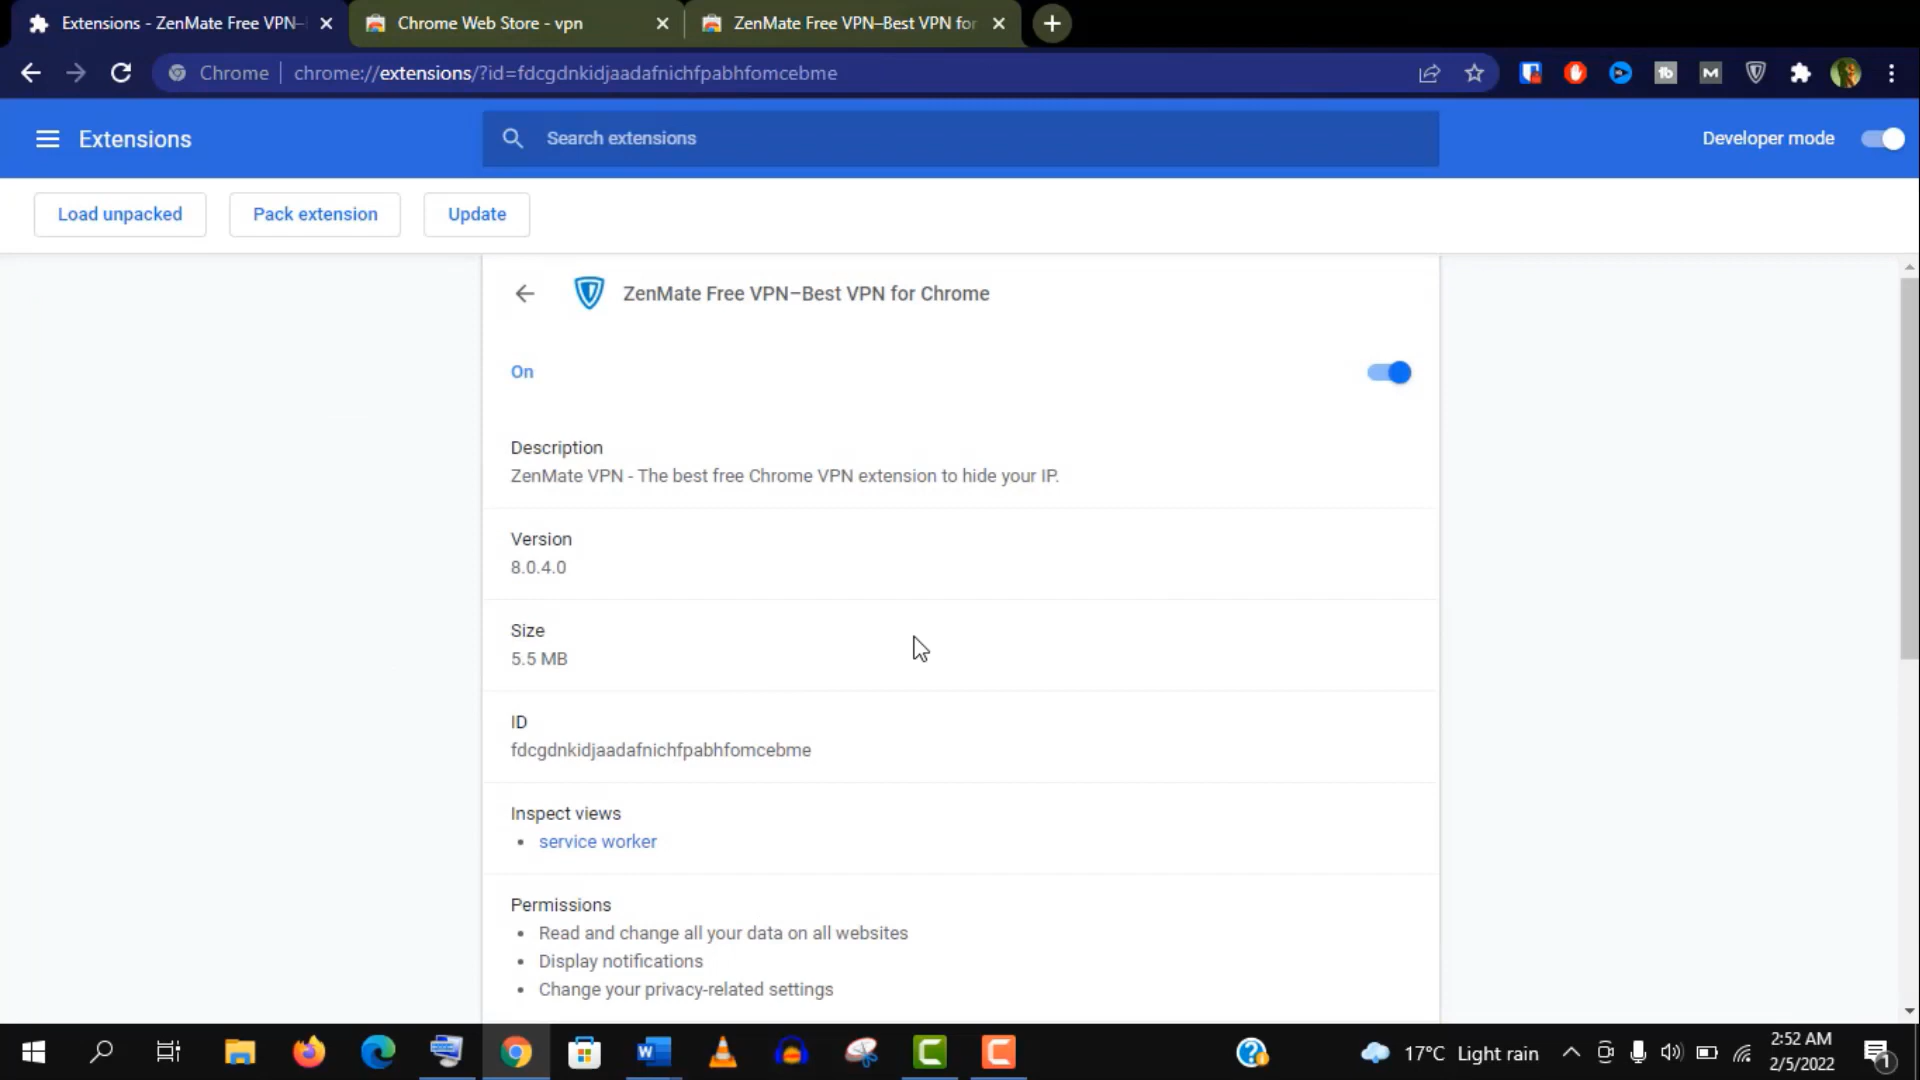 Extensions - ZenMate Free VPN–
Chrome Web Store - vpn
ZenMate Free VPN–Best VPN for
Chrome
chrome://extensions/?id=fdcgdnkidjaadafnichfpabhfomcebme
Extensions
Search extensions
Developer mode
Load unpacked
Pack extension
Update
ZenMate Free VPN–Best VPN for Chrome
On
Description
ZenMate VPN - The best free Chrome VPN extension to hide your IP.
Version
8.0.4.0
Size
5.5 MB
ID
fdcgdnkidjaadafnichfpabhfomcebme
Inspect views
• service worker
Permissions
• Read and change all your data on all websites
• Display notifications
• Change your privacy-related settings
17°C Light rain
2:52 AM
2/5/2022
1